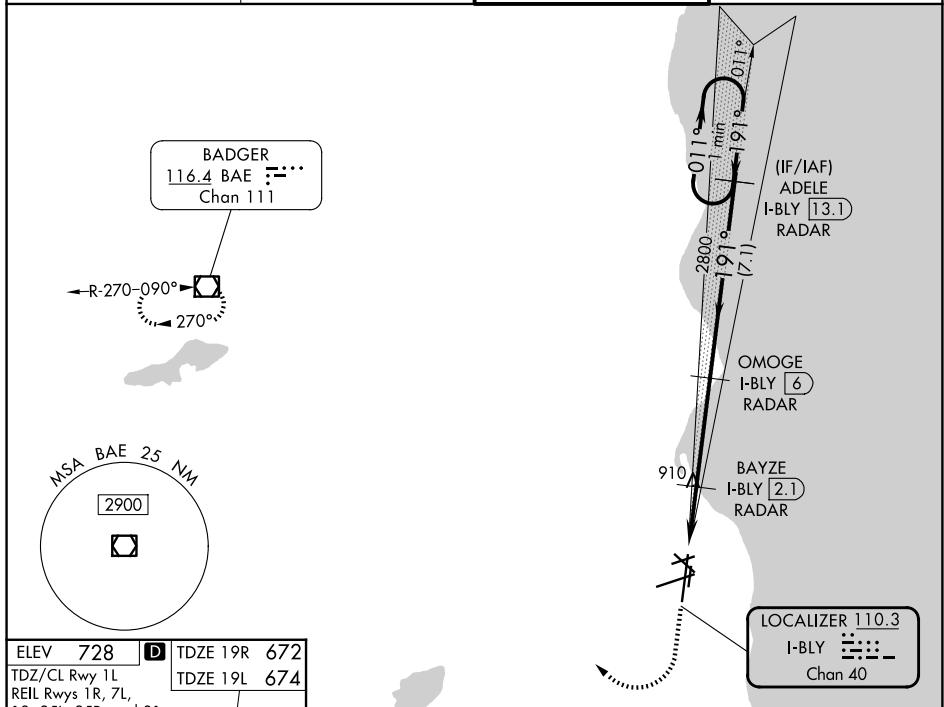 BADGER
116.4 BAE
Chan 111
R-270-090°
270°
MSA BAE 25 NM
2900
011°
011°
1 min
191°
(IF/IAF)
ADELE
I-BLY 13.1
RADAR
2800
191°
(7.1)
OMOGE
I-BLY 6
RADAR
910
BAYZE
I-BLY 2.1
RADAR
LOCALIZER 110.3
I-BLY
Chan 40
ELEV 728 D TDZE 19R 672
TDZE 19L 674
TDZ/CL Rwy 1L
REIL Rwys 1R, 7L,